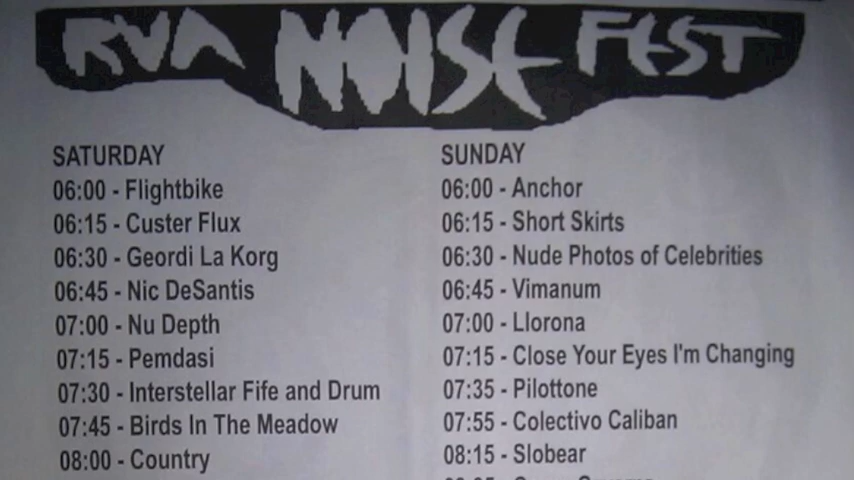 RVA NOISE FEST
SATURDAY
06:00 - Flightbike
06:15 - Custer Flux
06:30 - Geordi La Korg
06:45 - Nic DeSantis
07:00 - Nu Depth
07:15 - Pemdasi
07:30 - Interstellar Fife and Drum
07:45 - Birds In The Meadow
08:00 - Country
SUNDAY
06:00 - Anchor
06:15 - Short Skirts
06:30 - Nude Photos of Celebrities
06:45 - Vimanum
07:00 - Llorona
07:15 - Close Your Eyes I'm Changing
07:35 - Pilottone
07:55 - Colectivo Caliban
08:15 - Slobear